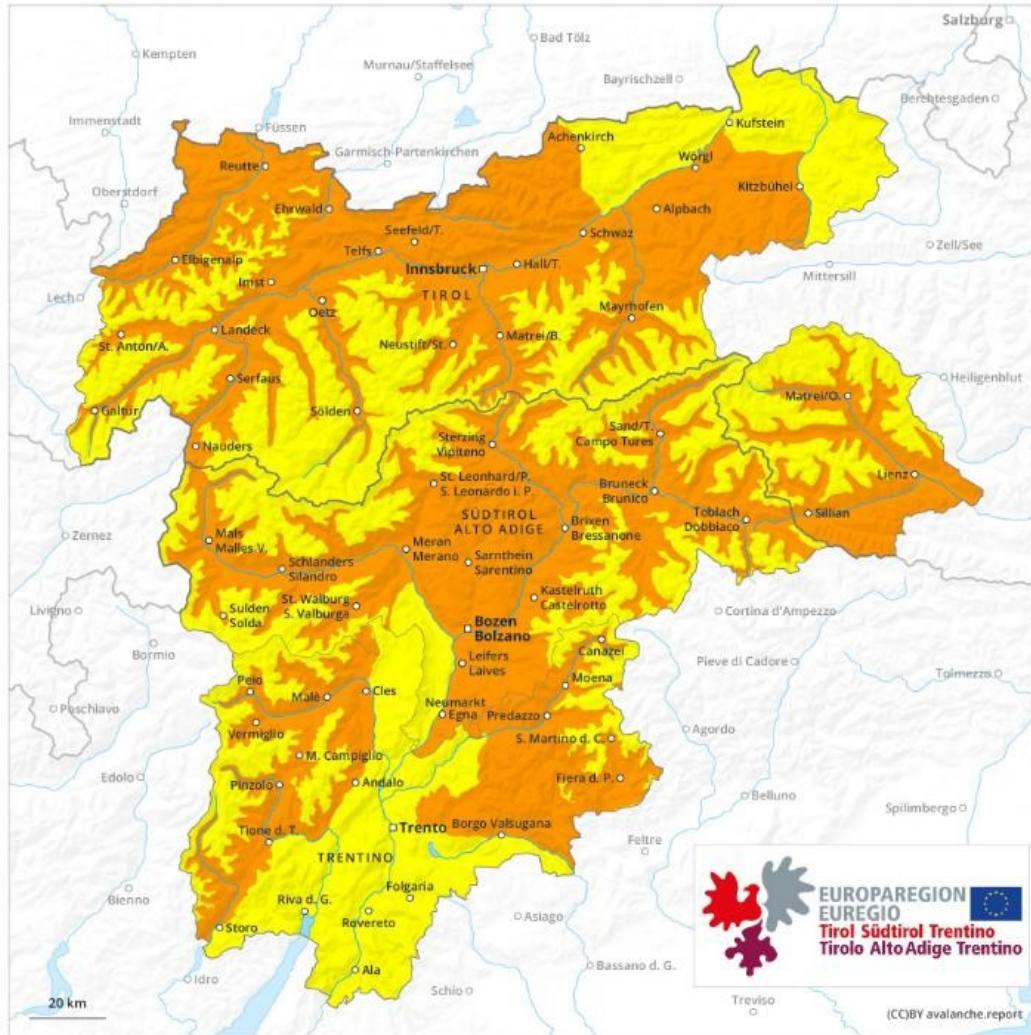 Salzburg
Bad Tölz
Kempten
Murnau/Staffelsee
Bayrischzell
Berchtesgaden
Immenstadt
Füssen
Kufstein
Achenkirch
Garmisch-Partenkirchen
Reutte
Wörgl
Oberstdorf
Kitzbühel
Ehrwald
Alpbach
Seefeld/T.
Schwaz
Telfs
Zell/See
Elbigenalp
Innsbruck
Hall/T.
Mittersill
Imst
TIROL
Lech
Oetz
Mayrhofen
Landeck
St. Anton/A.
Neustift/St.
Matrei/B.
Serfaus
Heiligenblut
Matrei/O.
Galtür
Sölden
Sand/T.
Campo Tures
Nauders
Sterzing
Vipiteno
St. Leonhard/P.
S. Leonardo i. P.
Lienz
Bruneck
Brunico
SÜDTIROL
ALTO ADIGE
Toblach
Dobbiaco
Sillian
Brixen
Bressanone
Zernez
Mals
Malles V.
Meran
Merano
Sarnthein
Sarentino
Schlanders
Silandro
Kastelruth
Castelrotto
St. Walburg
S. Valburga
Livigno
Sulden
Solda
Cortina d'Ampezzo
Bozen
Bolzano
Bormio
Canazei
Leifers
Laives
Pieve di Cadore
Tolmezzo
Moena
Peio
Malè
Cles
Poschiavo
Neumarkt
Egna
Predazzo
Vermiglio
Agordo
S. Martino d. C.
M. Campiglio
Edolo
Fiera d. P.
Pinzolo
Andalo
Belluno
Spilimbergo
Trento
Borgo Valsugana
Tione d. T.
Feltre
TRENTINO
Folgaria
Bienno
Riva d. G.
Rovereto
Asiago
Storo
Bassano d. G.
Ala
Idro
Schio
Treviso
20 km
EUROPAREGION
EUREGIO
Tirol Südtirol Trentino
Tirolo Alto Adige Trentino
(CC)BY avalanche.report